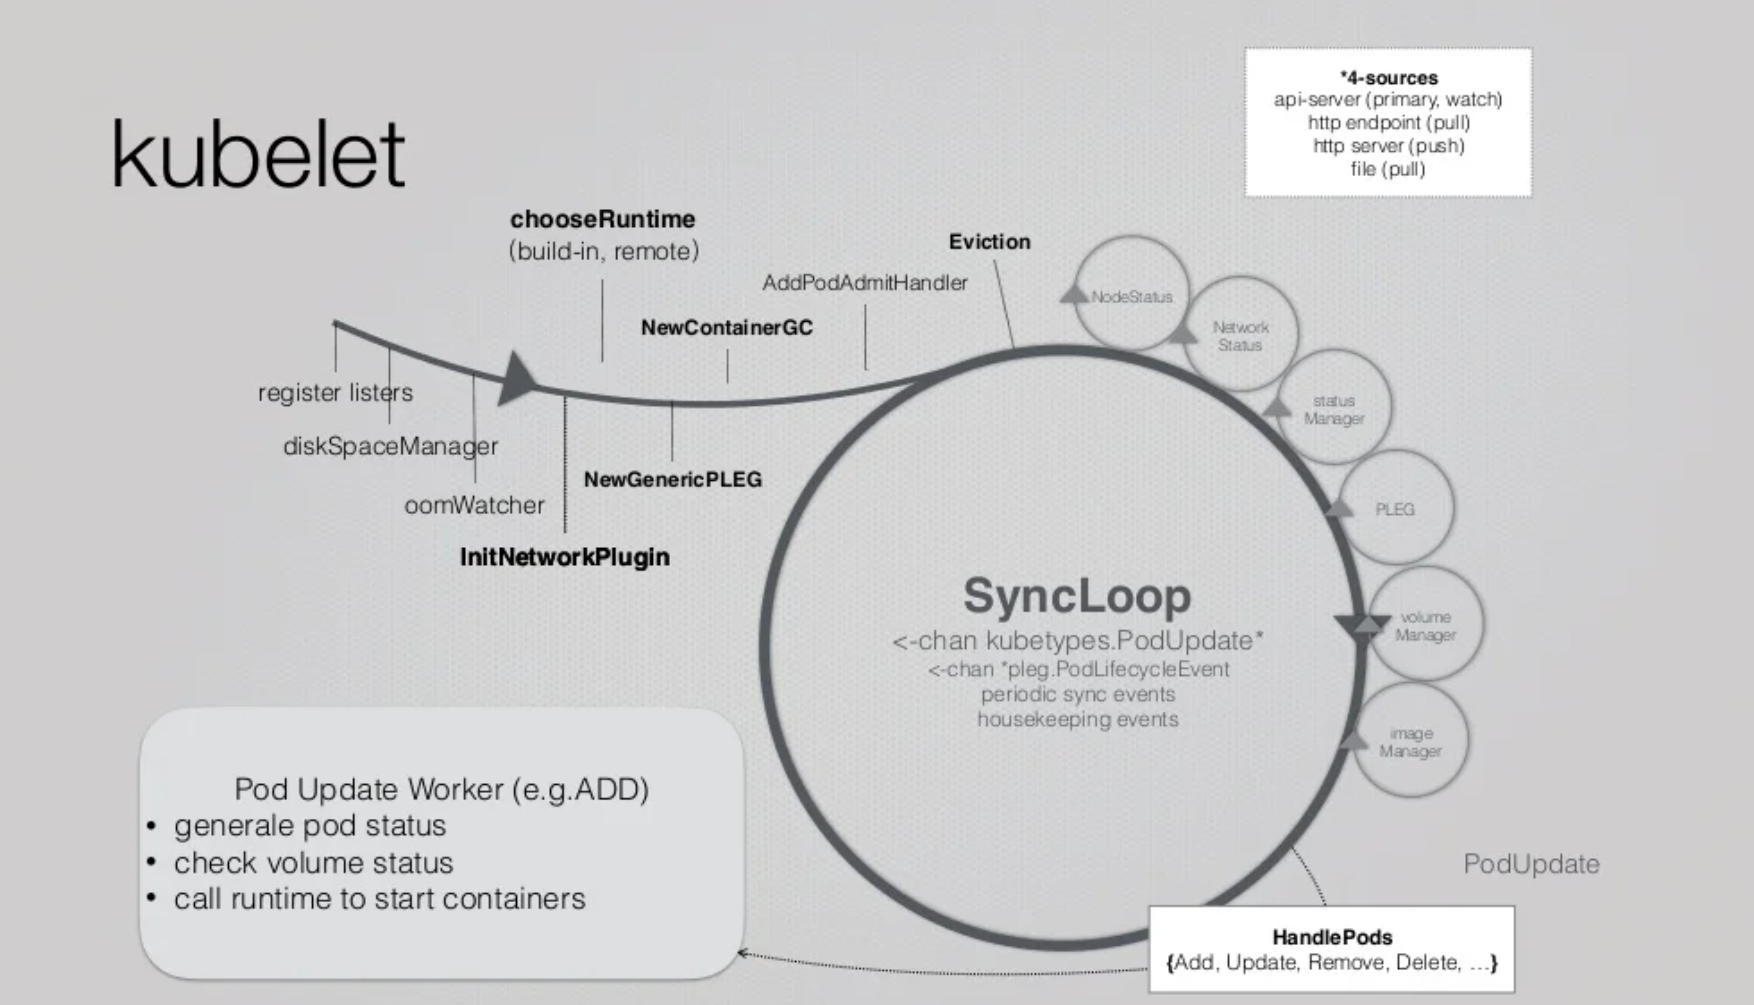 kubelet
*4-sources
api-server (primary, watch)
http endpoint (pull)
http server (push)
file (pull)
chooseRuntime
(build-in, remote)
Eviction
AddPodAdmitHandler
NewContainerGC
register listers
diskSpaceManager
oomWatcher
InitNetworkPlugin
NewGenericPLEG
NodeStatus
Network
Status
status
Manager
PLEG
volume
Manager
image
Manager
SyncLoop
<-chan kubetypes.PodUpdate*
<-chan *pleg.PodLifecycleEvent
periodic sync events
housekeeping events
Pod Update Worker (e.g.ADD)
• generale pod status
• check volume status
• call runtime to start containers
PodUpdate
HandlePods
{Add, Update, Remove, Delete, …}